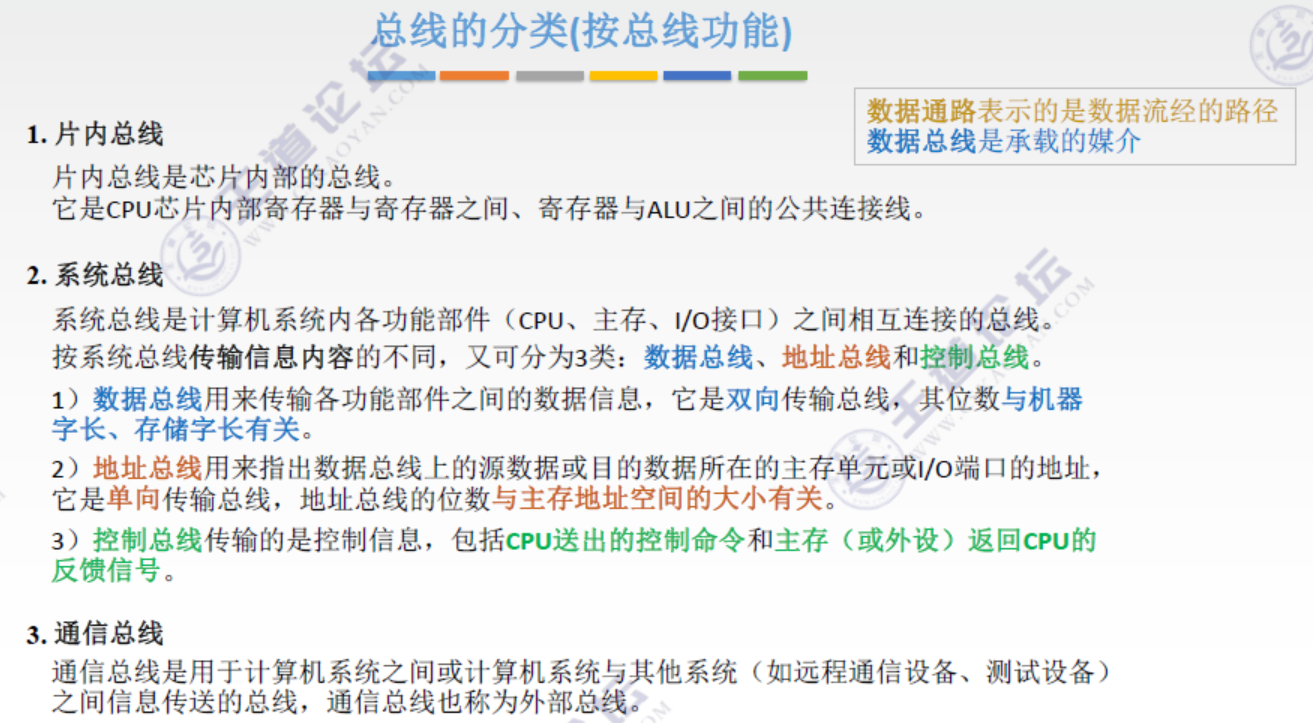 总线的分类(按总线功能)
数据通路表示的是数据流经的路径
数据总线是承载的媒介
1. 片内总线
片内总线是芯片内部的总线。
它是CPU芯片内部寄存器与寄存器之间、寄存器与ALU之间的公共连接线。
2. 系统总线
系统总线是计算机系统内各功能部件（CPU、主存、I/O接口）之间相互连接的总线。
按系统总线传输信息内容的不同，又可分为3类：数据总线、地址总线和控制总线。
1）数据总线用来传输各功能部件之间的数据信息，它是双向传输总线，其位数与机器
字长、存储字长有关。
2）地址总线用来指出数据总线上的源数据或目的数据所在的主存单元或I/O端口的地址，
它是单向传输总线，地址总线的位数与主存地址空间的大小有关。
3）控制总线传输的是控制信息，包括CPU送出的控制命令和主存（或外设）返回CPU的
反馈信号。
3. 通信总线
通信总线是用于计算机系统之间或计算机系统与其他系统（如远程通信设备、测试设备）
之间信息传送的总线，通信总线也称为外部总线。
王道论坛
王道论坛